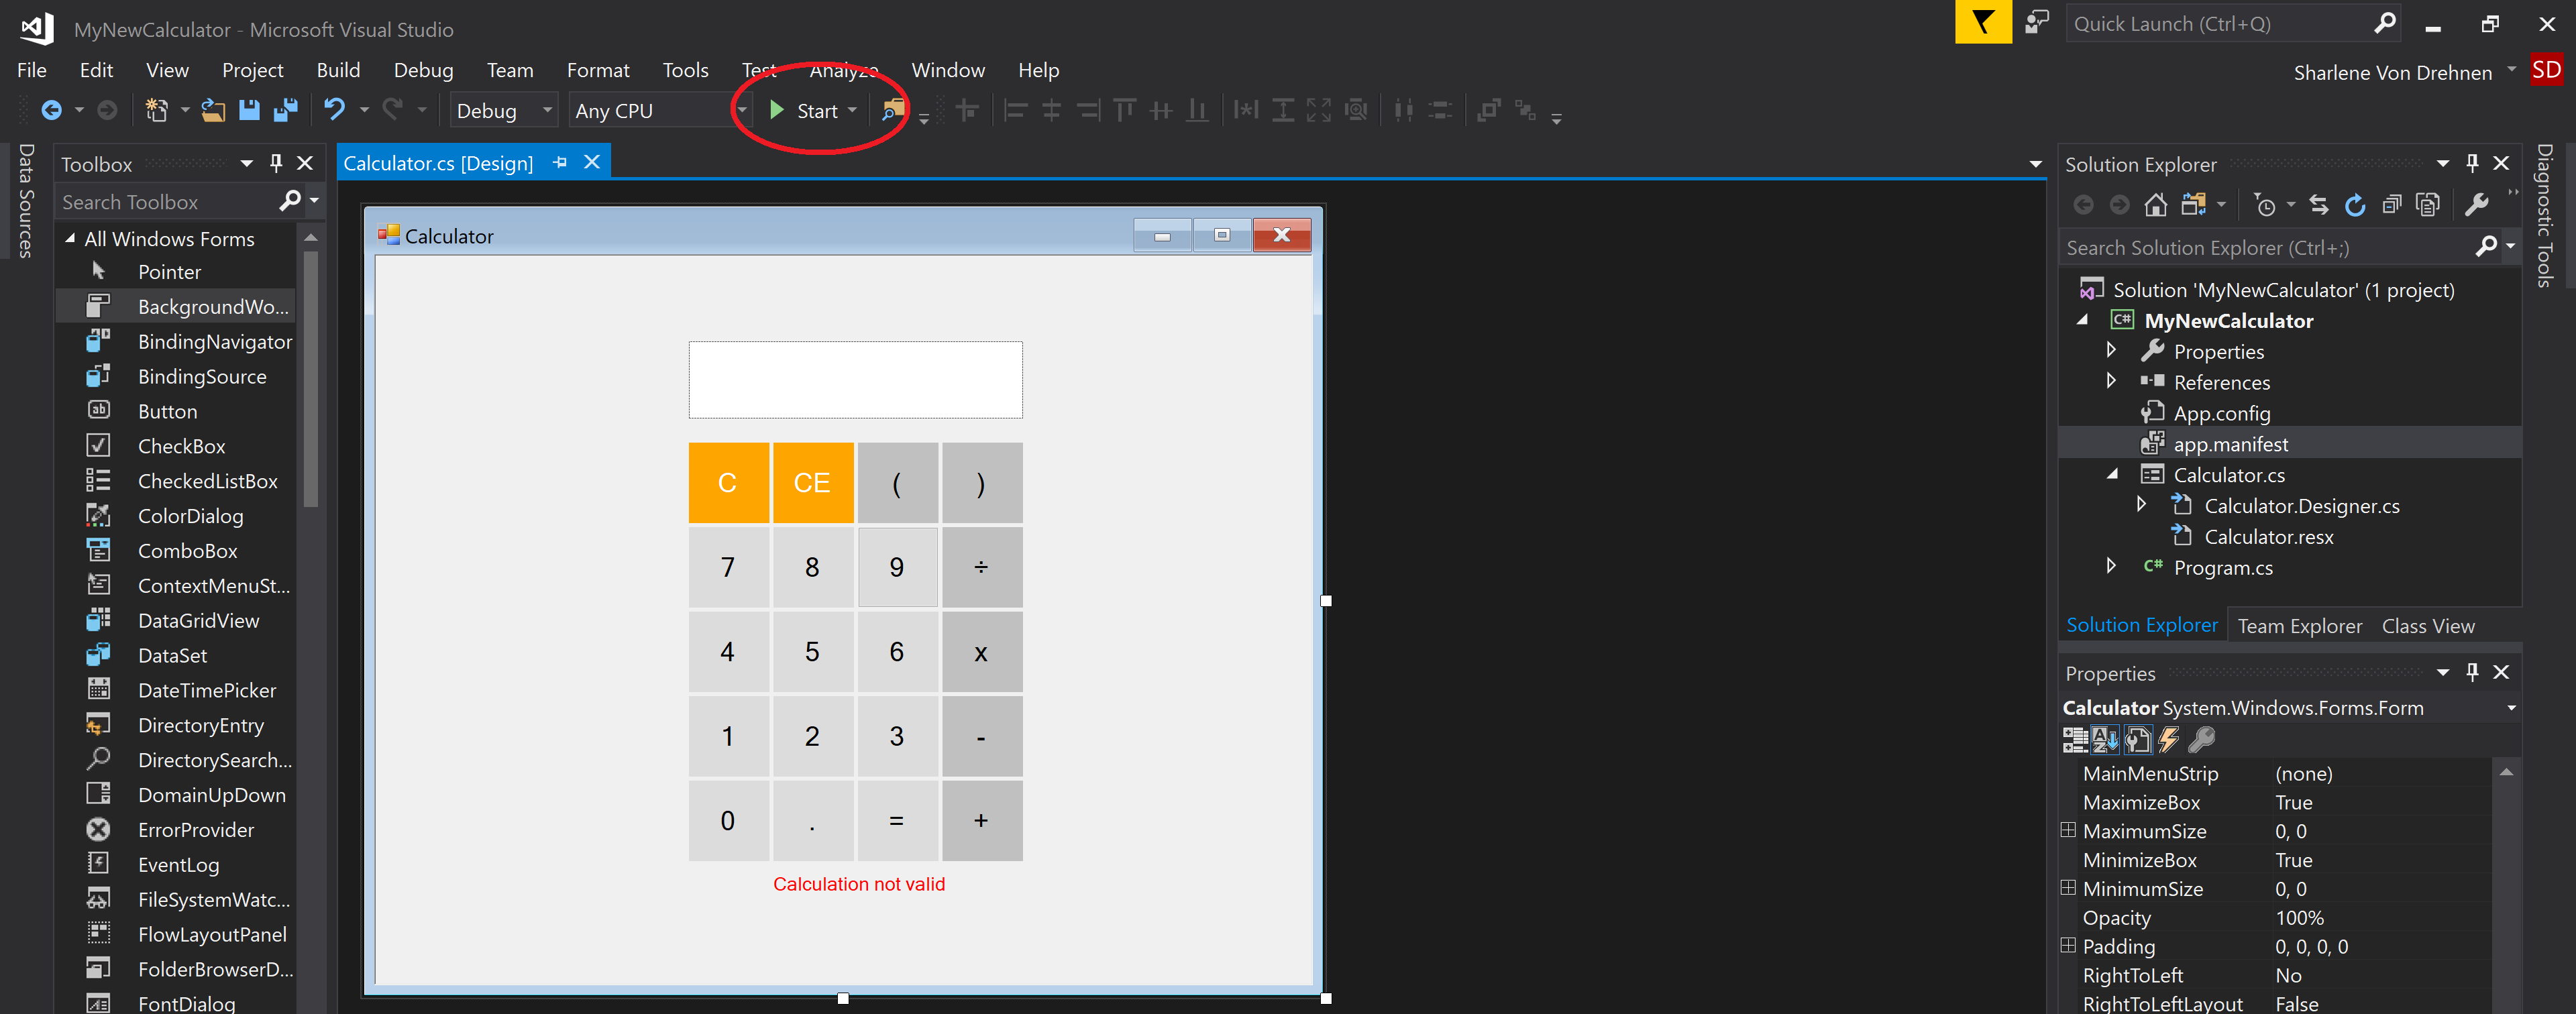 MyNewCalculator - Microsoft Visual Studio
Quick Launch (Ctrl+Q)
File Edit View Project Build Debug Team Format Tools Test Analyze Window Help
Sharlene Von Drehnen SD
Debug Any CPU Start
Data Sources
Toolbox
Search Toolbox
All Windows Forms
Pointer
BackgroundWo...
BindingNavigator
BindingSource
Button
CheckBox
CheckedListBox
ColorDialog
ComboBox
ContextMenuSt...
DataGridView
DataSet
DateTimePicker
DirectoryEntry
DirectorySearch...
DomainUpDown
ErrorProvider
EventLog
FileSystemWatc...
FlowLayoutPanel
FolderBrowserD...
FontDialog
Calculator.cs [Design]
Calculator
C CE ( )
7 8 9 ÷
4 5 6 x
1 2 3 -
0 . = +
Calculation not valid
Solution Explorer
Search Solution Explorer (Ctrl+;)
Solution 'MyNewCalculator' (1 project)
C# MyNewCalculator
Properties
References
App.config
app.manifest
Calculator.cs
Calculator.Designer.cs
Calculator.resx
C# Program.cs
Solution Explorer Team Explorer Class View
Properties
Calculator System.Windows.Forms.Form
MainMenuStrip (none)
MaximizeBox True
MaximumSize 0, 0
MinimizeBox True
MinimumSize 0, 0
Opacity 100%
Padding 0, 0, 0, 0
RightToLeft No
RightToLeftLayout False
Diagnostic Tools